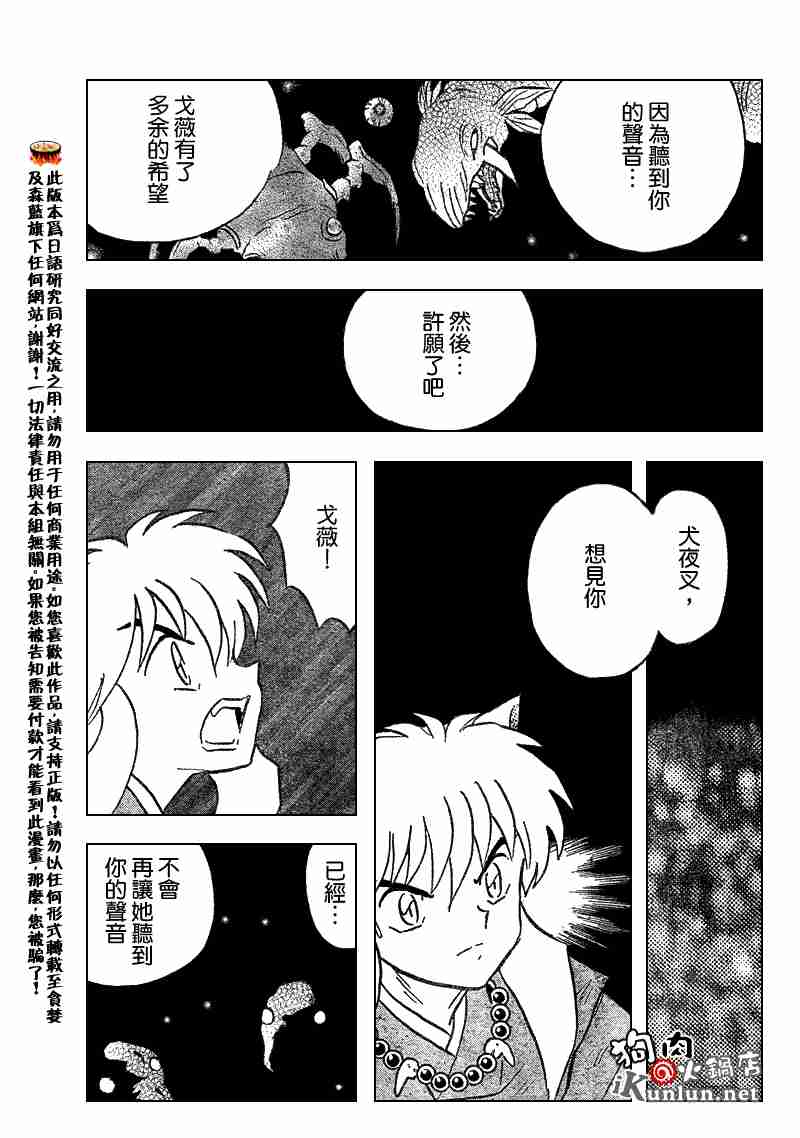 因為聽到你
的聲音…
戈薇有了
多余的希望
然後…
許願了吧
犬夜叉，
想見你
戈薇！
已經…
不會
再讓她聽到
你的聲音
此版本爲日語研究同好交流之用，請勿用于任何商業用途。如您喜歡此作品，請支持正版！請勿以任何形式轉載至貪婪
及森藍旗下任何網站，謝謝！一切法律責任與本組無關。如果您被告知需要付款才能看到此漫畫，那麽，您被騙了！
狗肉
火鍋店
iKunlun.net